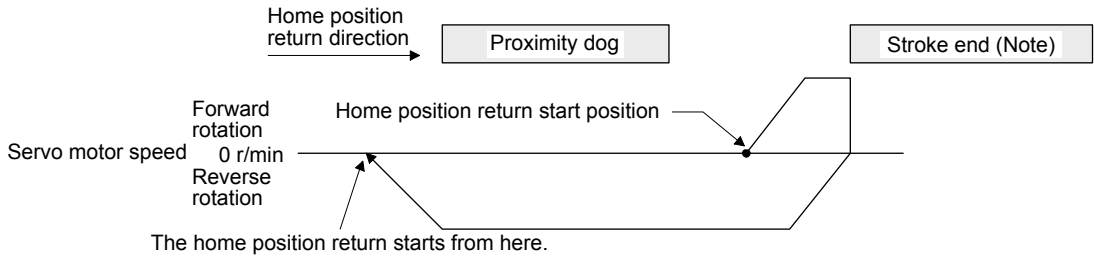 Home position
return direction
Proximity dog
Stroke end (Note)
Forward
rotation
Home position return start position
Servo motor speed 0 r/min
Reverse
rotation
The home position return starts from here.